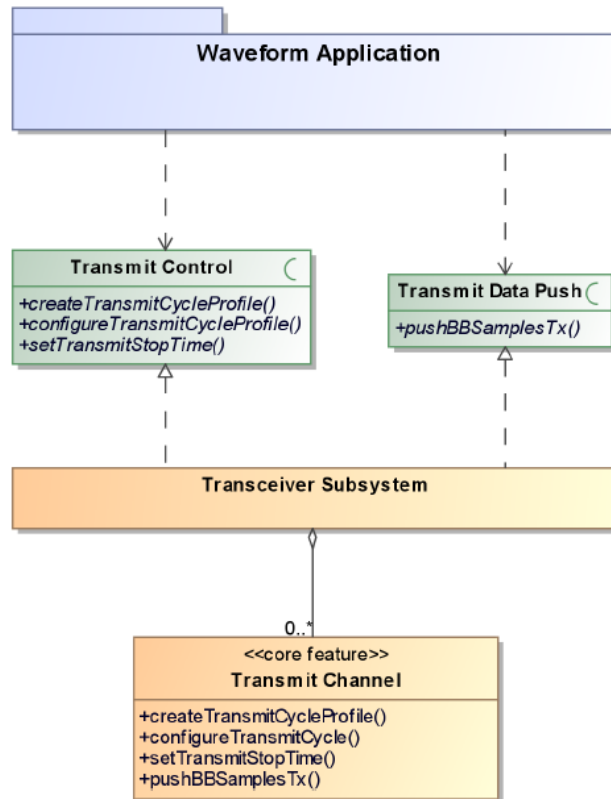 Waveform Application
Transmit Control
+createTransmitCycleProfile()
+configureTransmitCycleProfile()
+setTransmitStopTime()
Transmit Data Push
+pushBBSamplesTx()
Transceiver Subsystem
0..*
<<core feature>>
Transmit Channel
+createTransmitCycleProfile()
+configureTransmitCycle()
+setTransmitStopTime()
+pushBBSamplesTx()